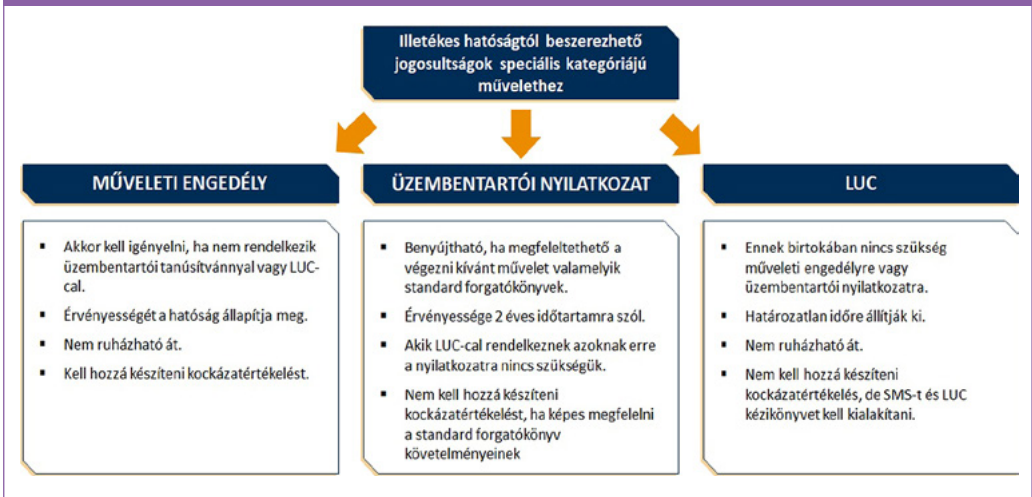 Illetékes hatóságtól beszerezhető
jogosultságok speciális kategóriájú
művelethez
MŰVELETI ENGEDÉLY
▪ Akkor kell igényelni, ha nem rendelkezik
üzembentartói tanúsítvánnyal vagy LUC-
cal.
▪ Érvényességét a hatóság állapítja meg.
▪ Nem ruházható át.
▪ Kell hozzá készíteni kockázatértékelést.
ÜZEMBENTARTÓI NYILATKOZAT
▪ Benyújtható, ha megfeleltethető a
végezni kívánt művelet valamelyik
standard forgatókönyvek.
▪ Érvényessége 2 éves időtartamra szól.
▪ Akik LUC-cal rendelkeznek azoknak erre
a nyilatkozatra nincs szükségük.
▪ Nem kell hozzá készíteni
kockázatértékelést, ha képes megfelelni
a standard forgatókönyv
követelményeinek
LUC
▪ Ennek birtokában nincs szükség
műveleti engedélyre vagy
üzembentartói nyilatkozatra.
▪ Határozatlan időre állítják ki.
▪ Nem ruházható át.
▪ Nem kell hozzá készíteni
kockázatértékelés, de SMS-t és LUC
kézikönyvet kell kialakítani.